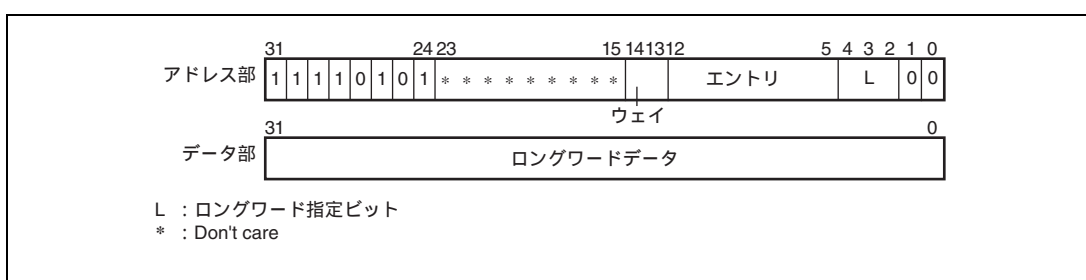 31 24 23 15 14 13 12 5 4 3 2 1 0
アドレス部 1 1 1 1 0 1 0 1 * * * * * * * * * エントリ L 0 0
ウェイ
31 0
データ部 ロングワードデータ
L : ロングワード指定ビット
* : Don't care